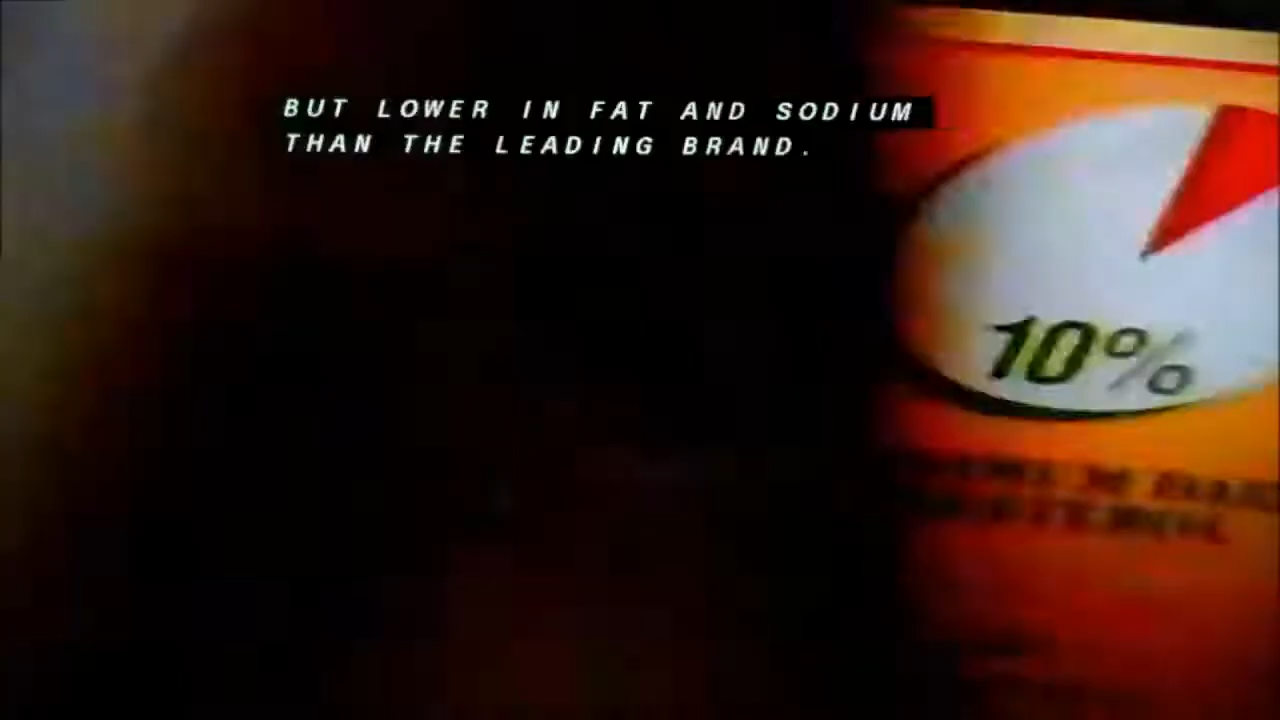 BUT LOWER IN FAT AND SODIUM
THAN THE LEADING BRAND.
10%